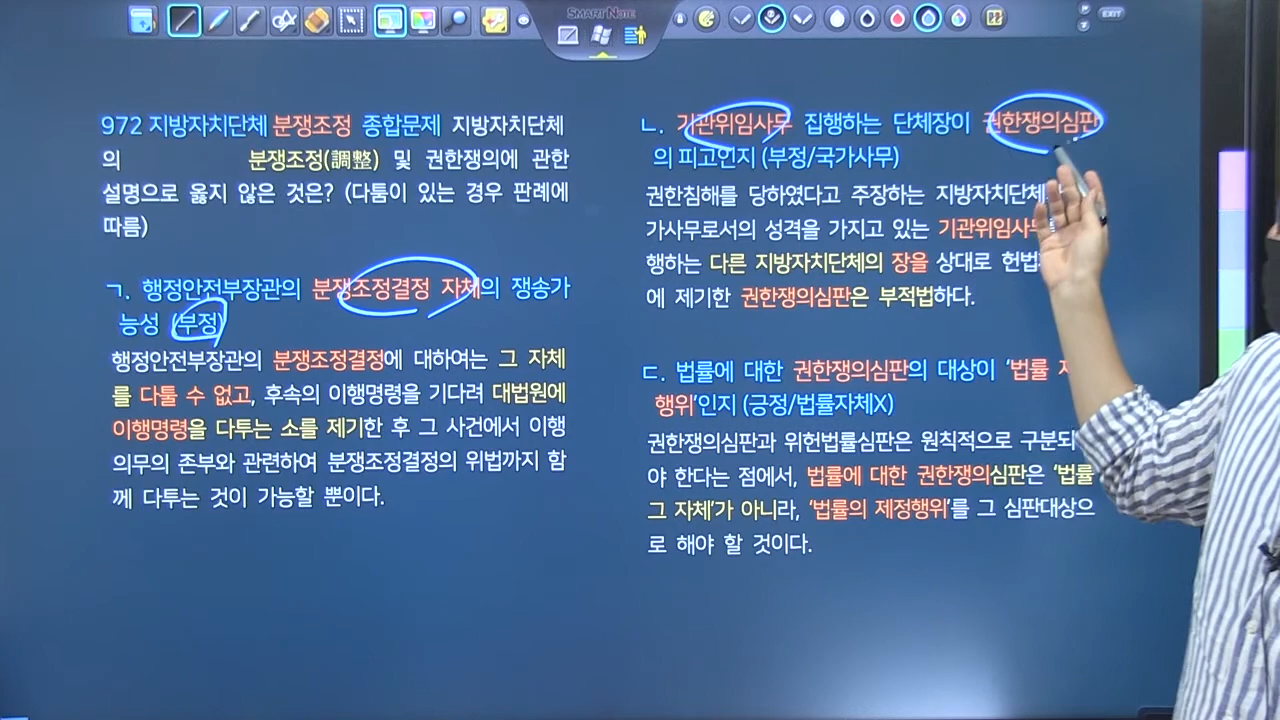 SMART NOTE
EXIT
972 지방자치단체 분쟁조정 종합문제 지방자치단체
의 분쟁조정(調整) 및 권한쟁의에 관한
설명으로 옳지 않은 것은? (다툼이 있는 경우 판례에
따름)
ㄱ. 행정안전부장관의 분쟁조정결정 자체의 쟁송가
능성 (부정)
행정안전부장관의 분쟁조정결정에 대하여는 그 자체
를 다툴 수 없고, 후속의 이행명령을 기다려 대법원에
이행명령을 다투는 소를 제기한 후 그 사건에서 이행
의무의 존부와 관련하여 분쟁조정결정의 위법까지 함
께 다투는 것이 가능할 뿐이다.
ㄴ. 기관위임사무 집행하는 단체장이 권한쟁의심판
의 피고인지 (부정/국가사무)
권한침해를 당하였다고 주장하는 지방자치단체
가사무로서의 성격을 가지고 있는 기관위임사무
행하는 다른 지방자치단체의 장을 상대로 헌법
에 제기한 권한쟁의심판은 부적법하다.
ㄷ. 법률에 대한 권한쟁의심판의 대상이 ‘법률
행위’인지 (긍정/법률자체X)
권한쟁의심판과 위헌법률심판은 원칙적으로 구분되
야 한다는 점에서, 법률에 대한 권한쟁의심판은 ‘법률
그 자체’가 아니라, ‘법률의 제정행위’를 그 심판대상으
로 해야 할 것이다.